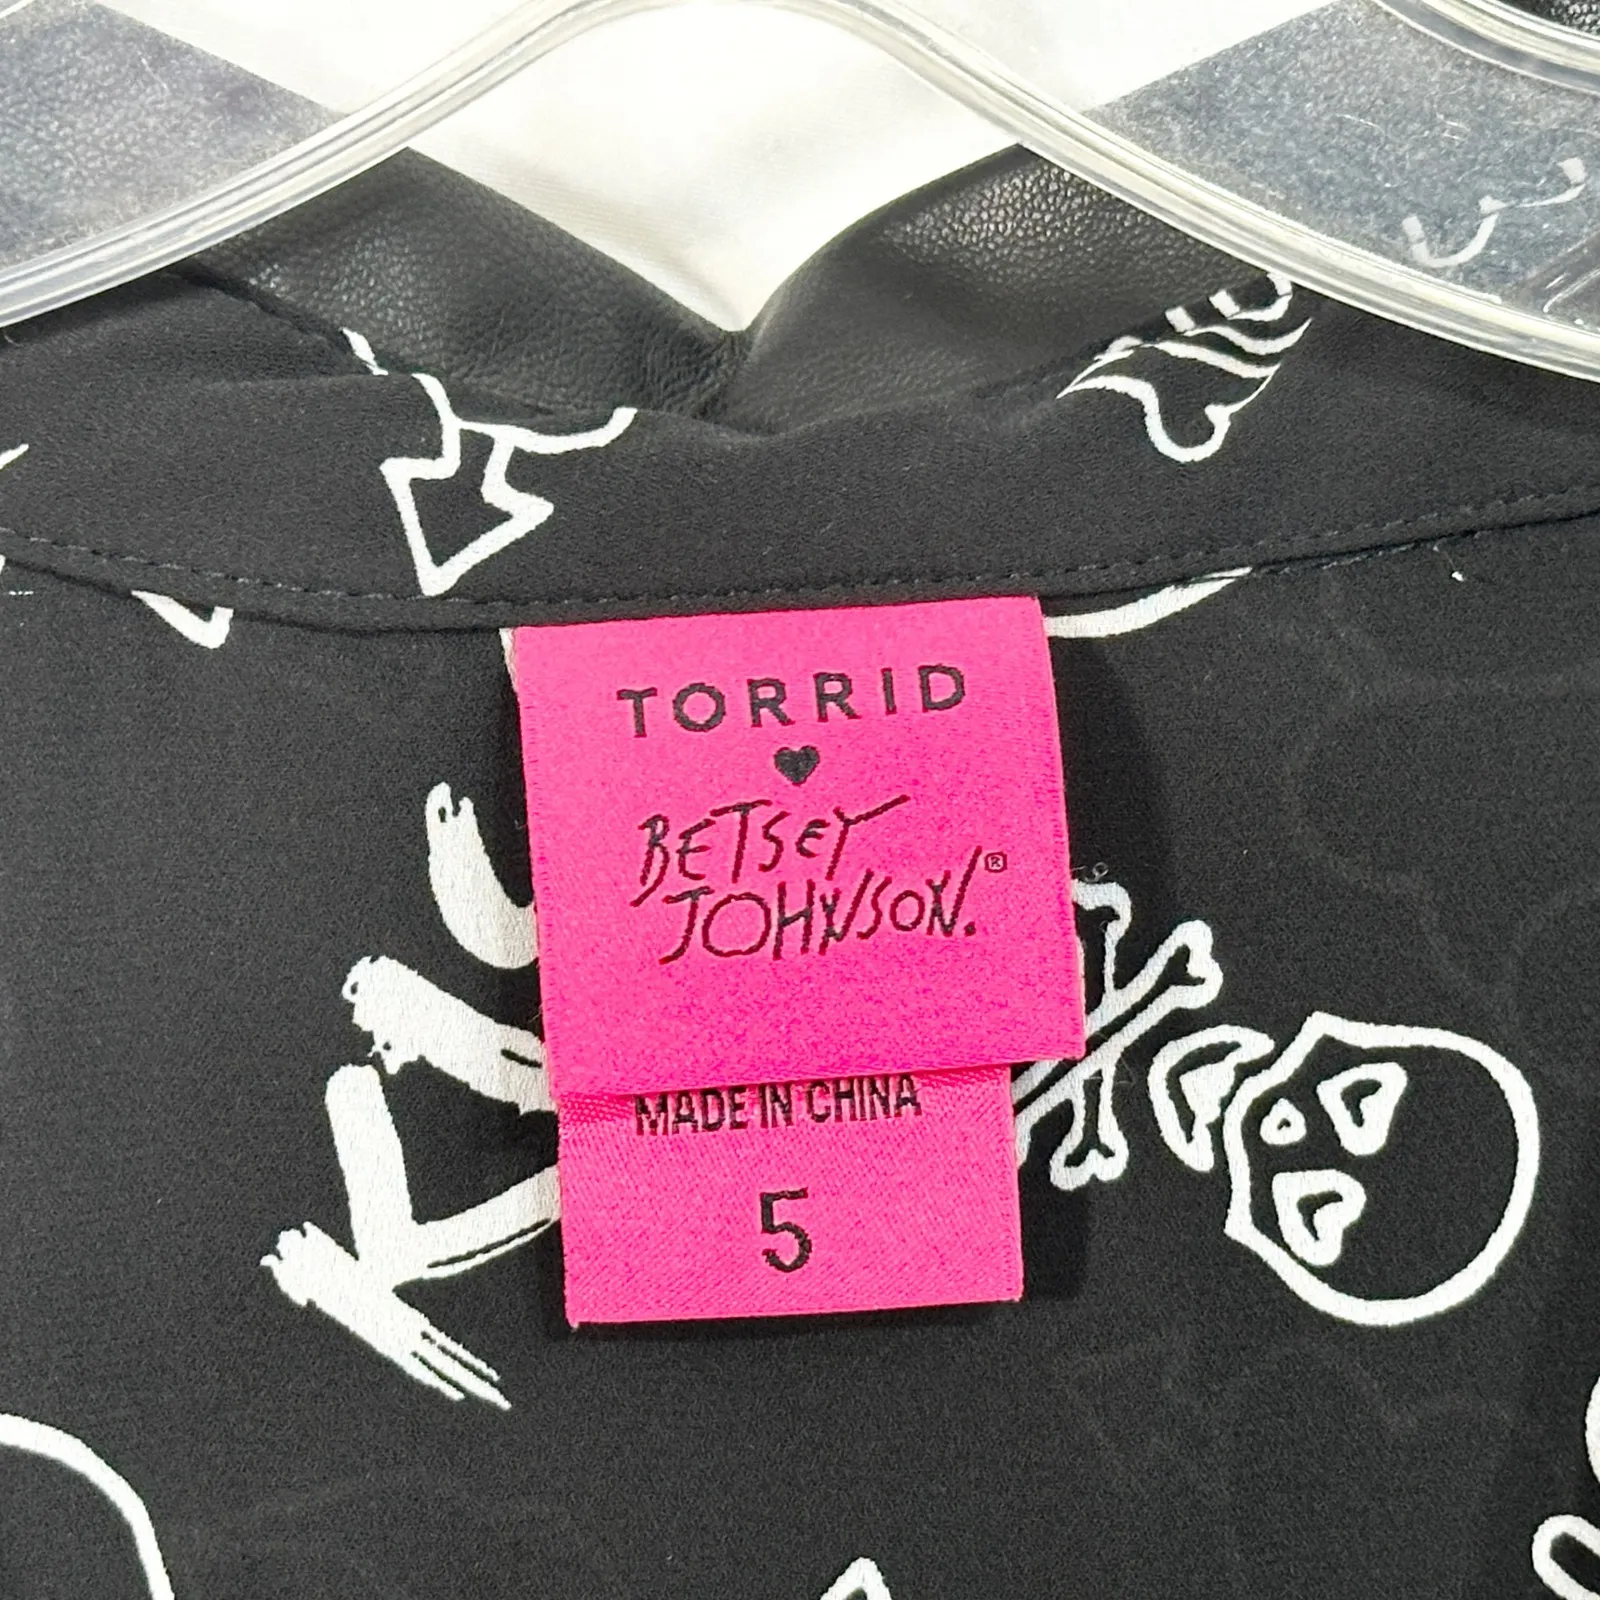 TORRID
BETSEY
JOHNSON.®
MADE IN CHINA
5